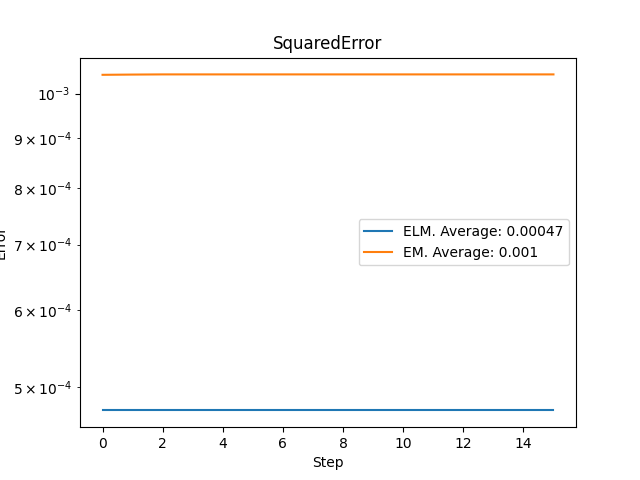 SquaredError
10⁻³
9 × 10⁻⁴
8 × 10⁻⁴
7 × 10⁻⁴
6 × 10⁻⁴
5 × 10⁻⁴
Error
ELM. Average: 0.00047
EM. Average: 0.001
0 2 4 6 8 10 12 14
Step